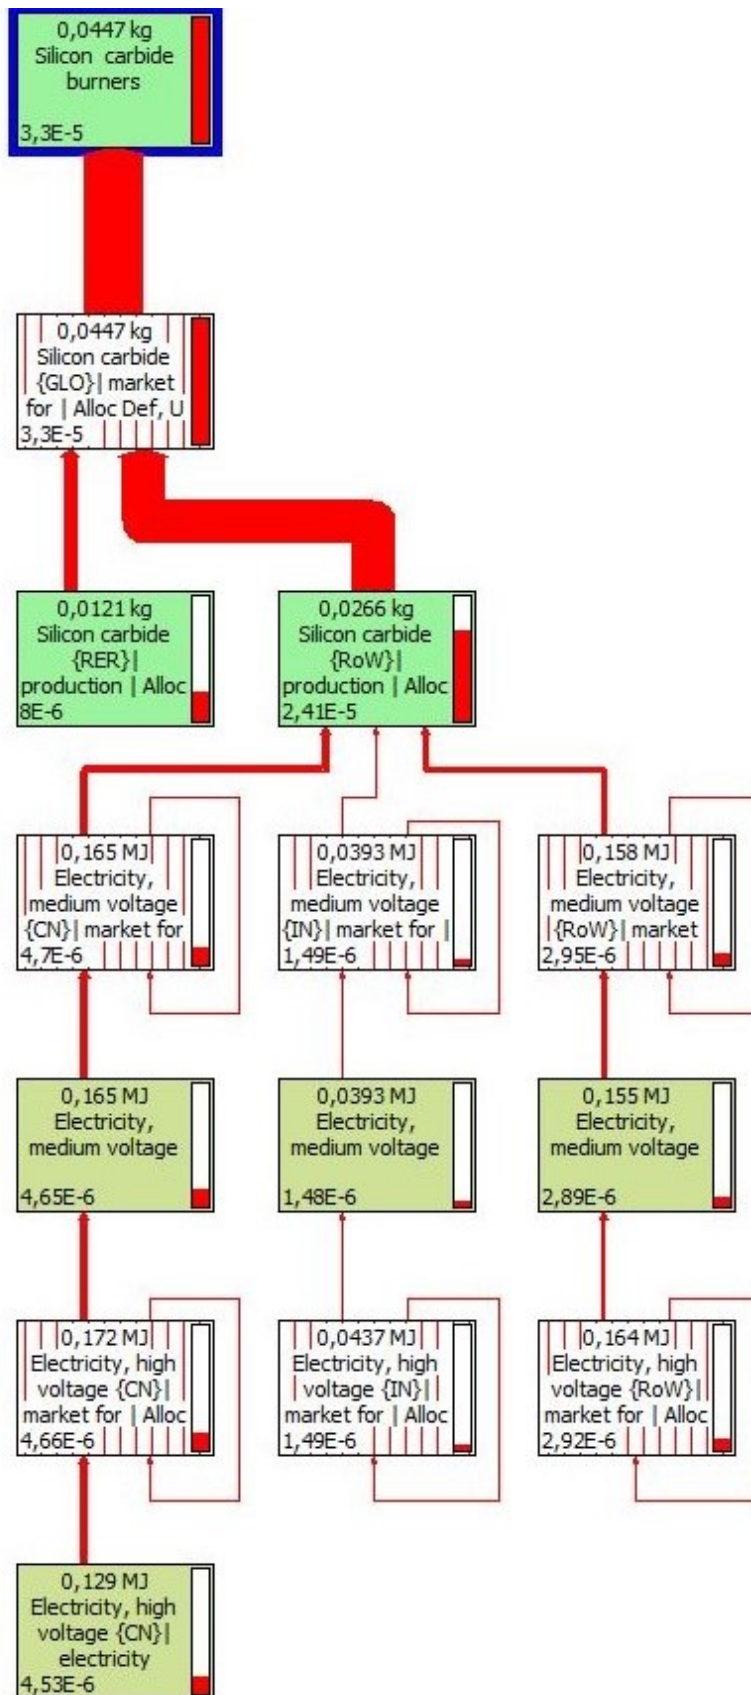 0,0447 kg
Silicon carbide
burners
3,3E-5
0,0447 kg
Silicon carbide
{GLO}| market
for | Alloc Def, U
3,3E-5
0,0121 kg
Silicon carbide
{RER}|
production | Alloc
8E-6
0,0266 kg
Silicon carbide
{RoW}|
production | Alloc
2,41E-5
0,165 MJ
Electricity,
medium voltage
{CN}| market for
4,7E-6
0,0393 MJ
Electricity,
medium voltage
{IN}| market for |
1,49E-6
0,158 MJ
Electricity,
medium voltage
{RoW}| market
2,95E-6
0,165 MJ
Electricity,
medium voltage
4,65E-6
0,0393 MJ
Electricity,
medium voltage
1,48E-6
0,155 MJ
Electricity,
medium voltage
2,89E-6
0,172 MJ
Electricity, high
voltage {CN}|
market for | Alloc
4,66E-6
0,0437 MJ
Electricity, high
voltage {IN}|
market for | Alloc
1,49E-6
0,164 MJ
Electricity, high
voltage {RoW}|
market for | Alloc
2,92E-6
0,129 MJ
Electricity, high
voltage {CN}|
electricity
4,53E-6